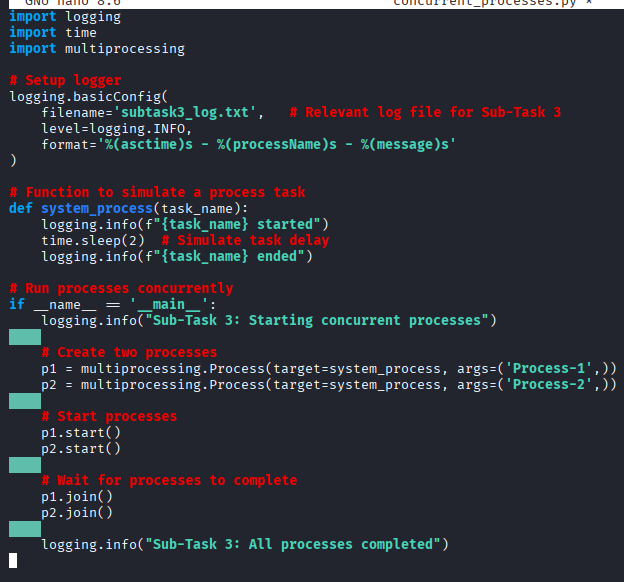 GNU nano 8.6 concurrent_processes.py *
import logging
import time
import multiprocessing

# Setup logger
logging.basicConfig(
    filename='subtask3_log.txt',   # Relevant log file for Sub-Task 3
    level=logging.INFO,
    format='%(asctime)s - %(processName)s - %(message)s'
)

# Function to simulate a process task
def system_process(task_name):
    logging.info(f"{task_name} started")
    time.sleep(2)  # Simulate task delay
    logging.info(f"{task_name} ended")

# Run processes concurrently
if __name__ == '__main__':
    logging.info("Sub-Task 3: Starting concurrent processes")

    # Create two processes
    p1 = multiprocessing.Process(target=system_process, args=('Process-1',))
    p2 = multiprocessing.Process(target=system_process, args=('Process-2',))

    # Start processes
    p1.start()
    p2.start()

    # Wait for processes to complete
    p1.join()
    p2.join()

    logging.info("Sub-Task 3: All processes completed")